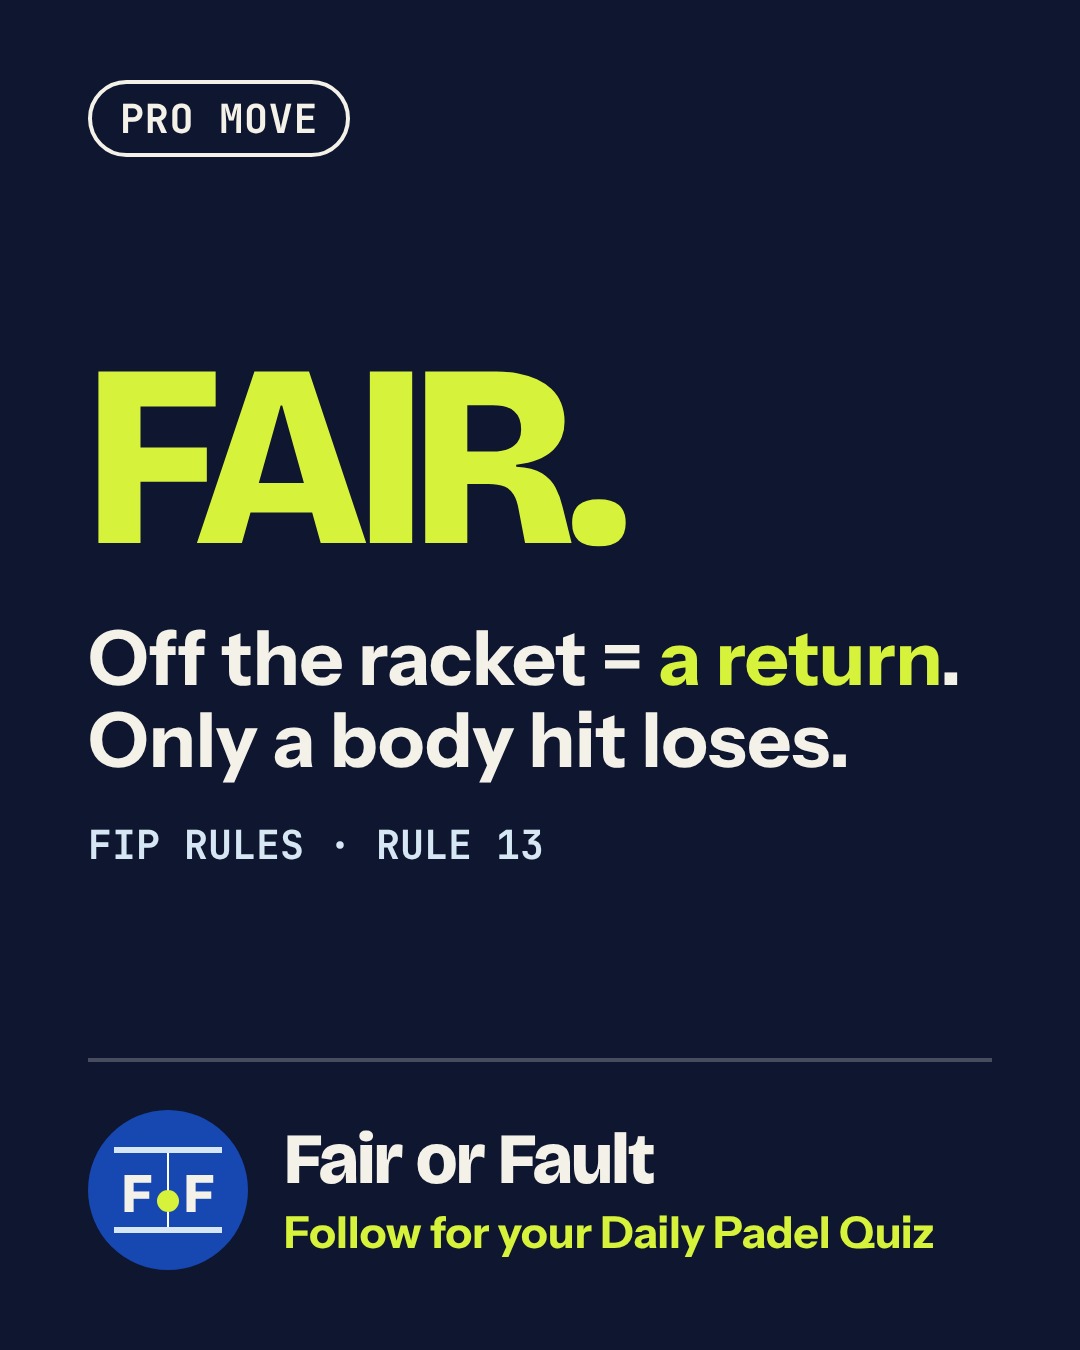 PRO MOVE
FAIR.
Off the racket = a return.
Only a body hit loses.
FIP RULES · RULE 13
F F
Fair or Fault
Follow for your Daily Padel Quiz